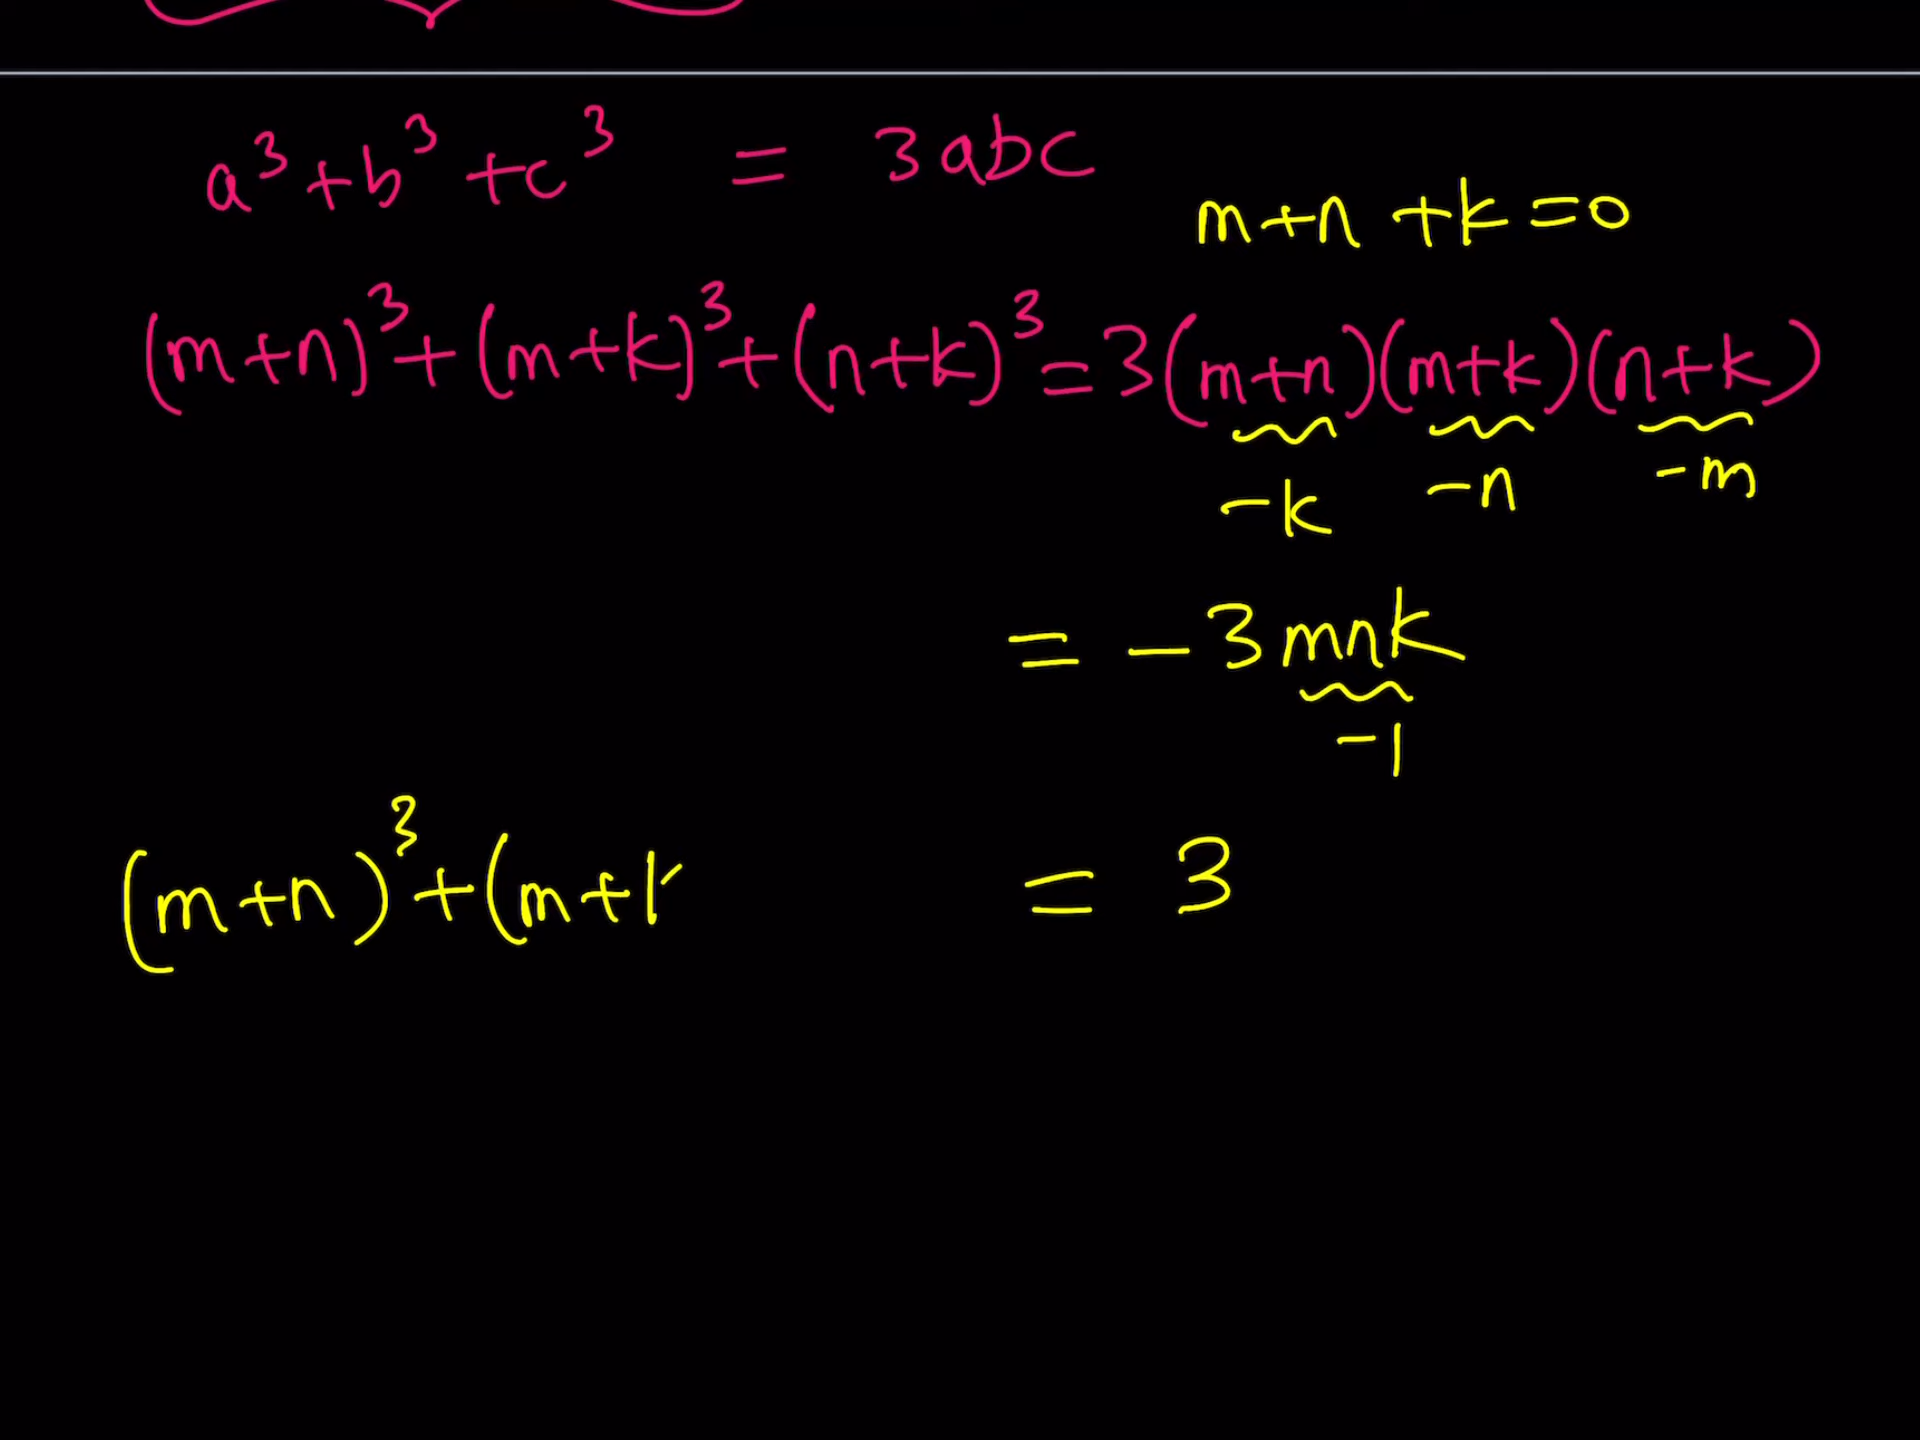 a³+b³+c³ = 3abc
m+n+k=0
(m+n)³+(m+k)³+(n+k)³=3(m+n)(m+k)(n+k)
-k -n -m
= -3mnk
-1
(m+n)³+(m+k = 3